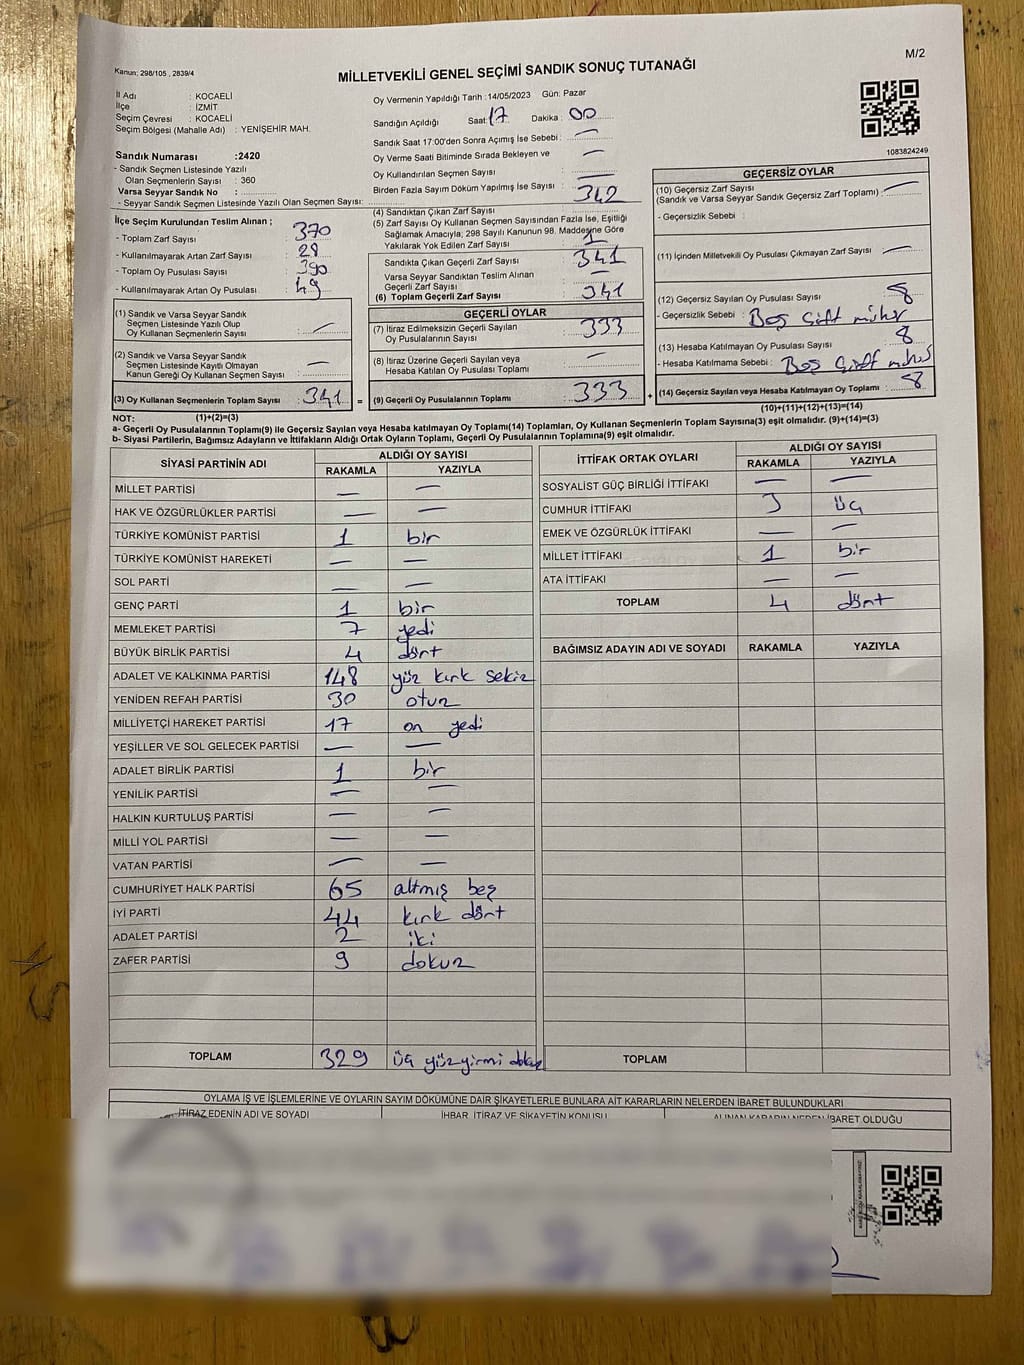 M/2
Kanun; 298/105 , 2839/4
MİLLETVEKİLİ GENEL SEÇİMİ SANDIK SONUÇ TUTANAĞI
İl Adı : KOCAELİ
İlçe : İZMİT
Seçim Çevresi : KOCAELİ
Seçim Bölgesi (Mahalle Adı) : YENİŞEHİR MAH.
Sandık Numarası :2420
- Sandık Seçmen Listesinde Yazılı
Olan Seçmenlerin Sayısı : 360
Varsa Seyyar Sandık No :
- Seyyar Sandık Seçmen Listesinde Yazılı Olan Seçmen Sayısı:
Oy Vermenin Yapıldığı Tarih :14/05/2023 Gün: Pazar
Sandığın Açıldığı Saat: 17 Dakika : 00
Sandık Saat 17:00'den Sonra Açımış İse Sebebi : —
Oy Verme Saati Bitiminde Sırada Bekleyen ve
Oy Kullandırılan Seçmen Sayısı : —
Birden Fazla Sayım Döküm Yapılmış İse Sayısı : —
1083824249
İlçe Seçim Kurulundan Teslim Alınan ;
- Toplam Zarf Sayısı : 370
- Kullanılmayarak Artan Zarf Sayısı : 29
- Toplam Oy Pusulası Sayısı : 390
- Kullanılmayarak Artan Oy Pusulası : 49
(1) Sandık ve Varsa Seyyar Sandık
Seçmen Listesinde Yazılı Olup
Oy Kullanan Seçmenlerin Sayısı : —
(2) Sandık ve Varsa Seyyar Sandık
Seçmen Listesinde Kayıtlı Olmayan
Kanun Gereği Oy Kullanan Seçmen Sayısı : —
(3) Oy Kullanan Seçmenlerin Toplam Sayısı : 341 =
(4) Sandıktan Çıkan Zarf Sayısı : 342
(5) Zarf Sayısı Oy Kullanan Seçmen Sayısından Fazla İse, Eşitliği
Sağlamak Amacıyla; 298 Sayılı Kanunun 98. Maddesine Göre
Yakılarak Yok Edilen Zarf Sayısı : 1
Sandıkta Çıkan Geçerli Zarf Sayısı : 341
Varsa Seyyar Sandıktan Teslim Alınan
Geçerli Zarf Sayısı : —
(6) Toplam Geçerli Zarf Sayısı : 341
GEÇERLİ OYLAR
(7) İtiraz Edilmeksizin Geçerli Sayılan
Oy Pusulalarının Sayısı : 333
(8) İtiraz Üzerine Geçerli Sayılan veya
Hesaba Katılan Oy Pusulası Toplamı : —
(9) Geçerli Oy Pusulalarının Toplamı : 333 +
GEÇERSİZ OYLAR
(10) Geçersiz Zarf Sayısı
(Sandık ve Varsa Seyyar Sandık Geçersiz Zarf Toplamı) : —
- Geçersizlik Sebebi :
(11) İçinden Milletvekili Oy Pusulası Çıkmayan Zarf Sayısı : —
(12) Geçersiz Sayılan Oy Pusulası Sayısı : 8
- Geçersizlik Sebebi : Boş Çift mühür
(13) Hesaba Katılmayan Oy Pusulası Sayısı : 8
- Hesaba Katılmama Sebebi : Boş Çift
(14) Geçersiz Sayılan veya Hesaba Katılmayan Oy Toplamı : 8
NOT: (1)+(2)=(3) (10)+(11)+(12)+(13)=(14)
a- Geçerli Oy Pusulalarının Toplamı(9) ile Geçersiz Sayılan veya Hesaba katılmayan Oy Toplamı(14) Toplamları, Oy Kullanan Seçmenlerin Toplam Sayısına(3) eşit olmalıdır. (9)+(14)=(3)
b- Siyasi Partilerin, Bağımsız Adayların ve İttifakların Aldığı Ortak Oyların Toplamı, Geçerli Oy Pusulalarının Toplamına(9) eşit olmalıdır.
SİYASİ PARTİNİN ADI ALDIĞI OY SAYISI
RAKAMLA YAZIYLA
MİLLET PARTİSİ — —
HAK VE ÖZGÜRLÜKLER PARTİSİ — —
TÜRKİYE KOMÜNİST PARTİSİ 1 bir
TÜRKİYE KOMÜNİST HAREKETİ — —
SOL PARTİ — —
GENÇ PARTİ 1 bir
MEMLEKET PARTİSİ 7 yedi
BÜYÜK BİRLİK PARTİSİ 4 dört
ADALET VE KALKINMA PARTİSİ 148 yüz kırk sekiz
YENİDEN REFAH PARTİSİ 30 otuz
MİLLİYETÇİ HAREKET PARTİSİ 17 on yedi
YEŞİLLER VE SOL GELECEK PARTİSİ — —
ADALET BİRLİK PARTİSİ 1 bir
YENİLİK PARTİSİ — —
HALKIN KURTULUŞ PARTİSİ — —
MİLLİ YOL PARTİSİ — —
VATAN PARTİSİ — —
CUMHURİYET HALK PARTİSİ 65 altmış beş
İYİ PARTİ 44 kırk dört
ADALET PARTİSİ 2 iki
ZAFER PARTİSİ 9 dokuz
TOPLAM 329 üç yüzyirmi dokuz
İTTİFAK ORTAK OYLARI ALDIĞI OY SAYISI
RAKAMLA YAZIYLA
SOSYALİST GÜÇ BİRLİĞİ İTTİFAKI — —
CUMHUR İTTİFAKI 3 üç
EMEK VE ÖZGÜRLÜK İTTİFAKI — —
MİLLET İTTİFAKI 1 bir
ATA İTTİFAKI — —
TOPLAM 4 dört
BAĞIMSIZ ADAYIN ADI VE SOYADI RAKAMLA YAZIYLA
TOPLAM
OYLAMA İŞ VE İŞLEMLERİNE VE OYLARIN SAYIM DÖKÜMÜNE DAİR ŞİKAYETLERLE BUNLARA AİT KARARLARIN NELERDEN İBARET BULUNDUKLARI
İTİRAZ EDENİN ADI VE SOYADI İHBAR, İTİRAZ VE ŞİKAYETİN KONUSU ALINAN KARARIN NEDEN İBARET OLDUĞU